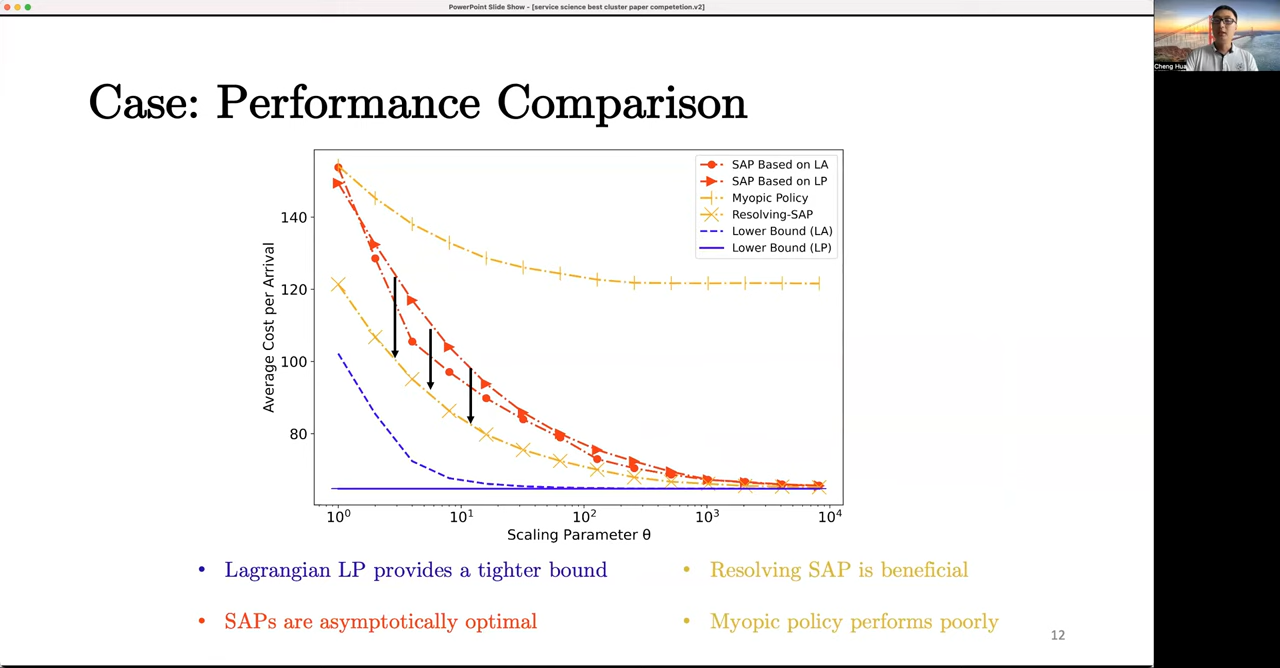 PowerPoint Slide Show - [service science best cluster paper competetion.v2]
Cheng Hua
Case: Performance Comparison
SAP Based on LA
SAP Based on LP
Myopic Policy
Resolving-SAP
Lower Bound (LA)
Lower Bound (LP)
Average Cost per Arrival
140
120
100
80
10⁰ 10¹ 10² 10³ 10⁴
Scaling Parameter θ
• Lagrangian LP provides a tighter bound
• Resolving SAP is beneficial
• SAPs are asymptotically optimal
• Myopic policy performs poorly
12